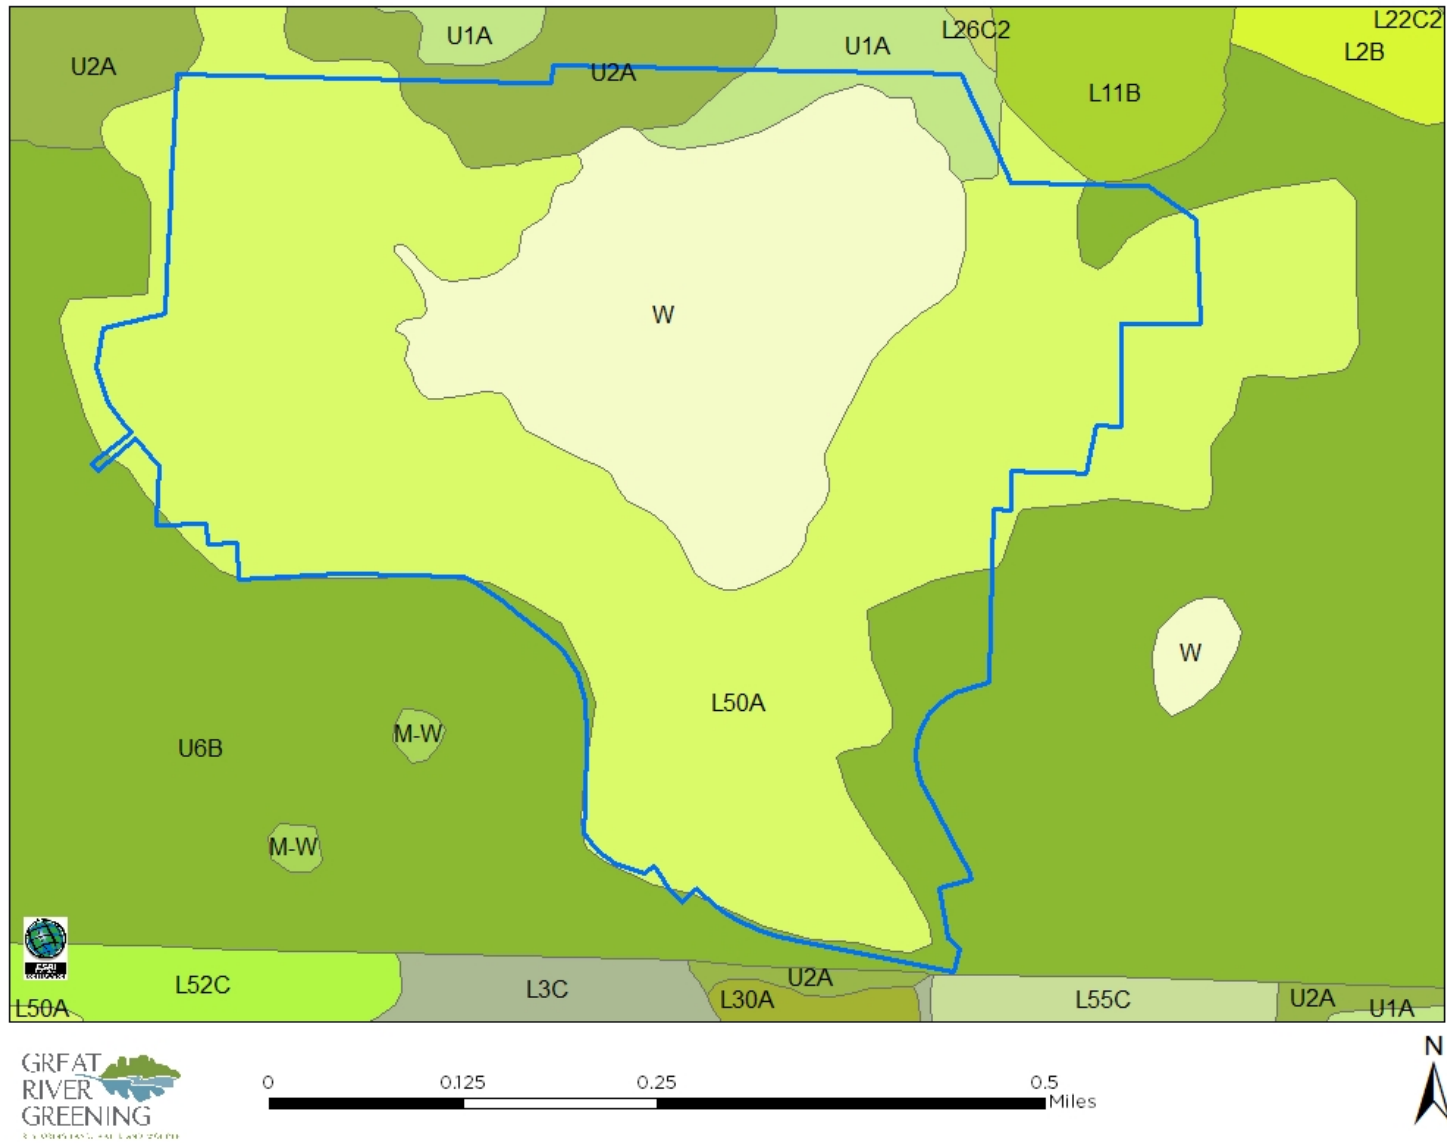 L22C2
L26C2
U1A
U1A
L2B
U2A
U2A
L11B
W
W
L50A
M-W
U6B
M-W
U2A
L52C
L3C
L30A
L55C
U2A
L50A
U1A
N
GREAT
RIVER
GREENING
0 0.125 0.25 0.5
Miles